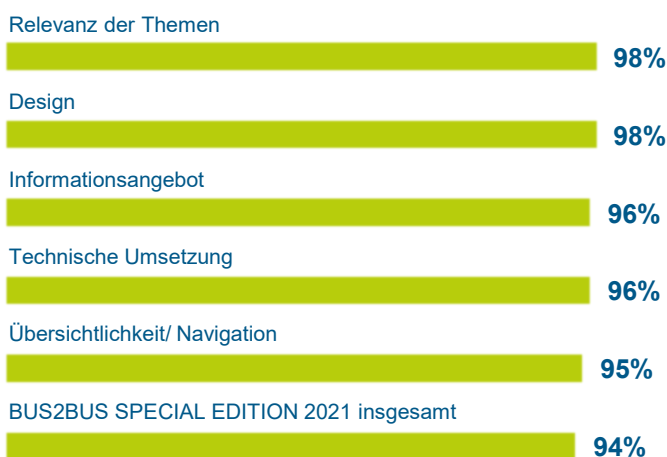 Relevanz der Themen
98%
Design
98%
Informationsangebot
96%
Technische Umsetzung
96%
Übersichtlichkeit/ Navigation
95%
BUS2BUS SPECIAL EDITION 2021 insgesamt
94%